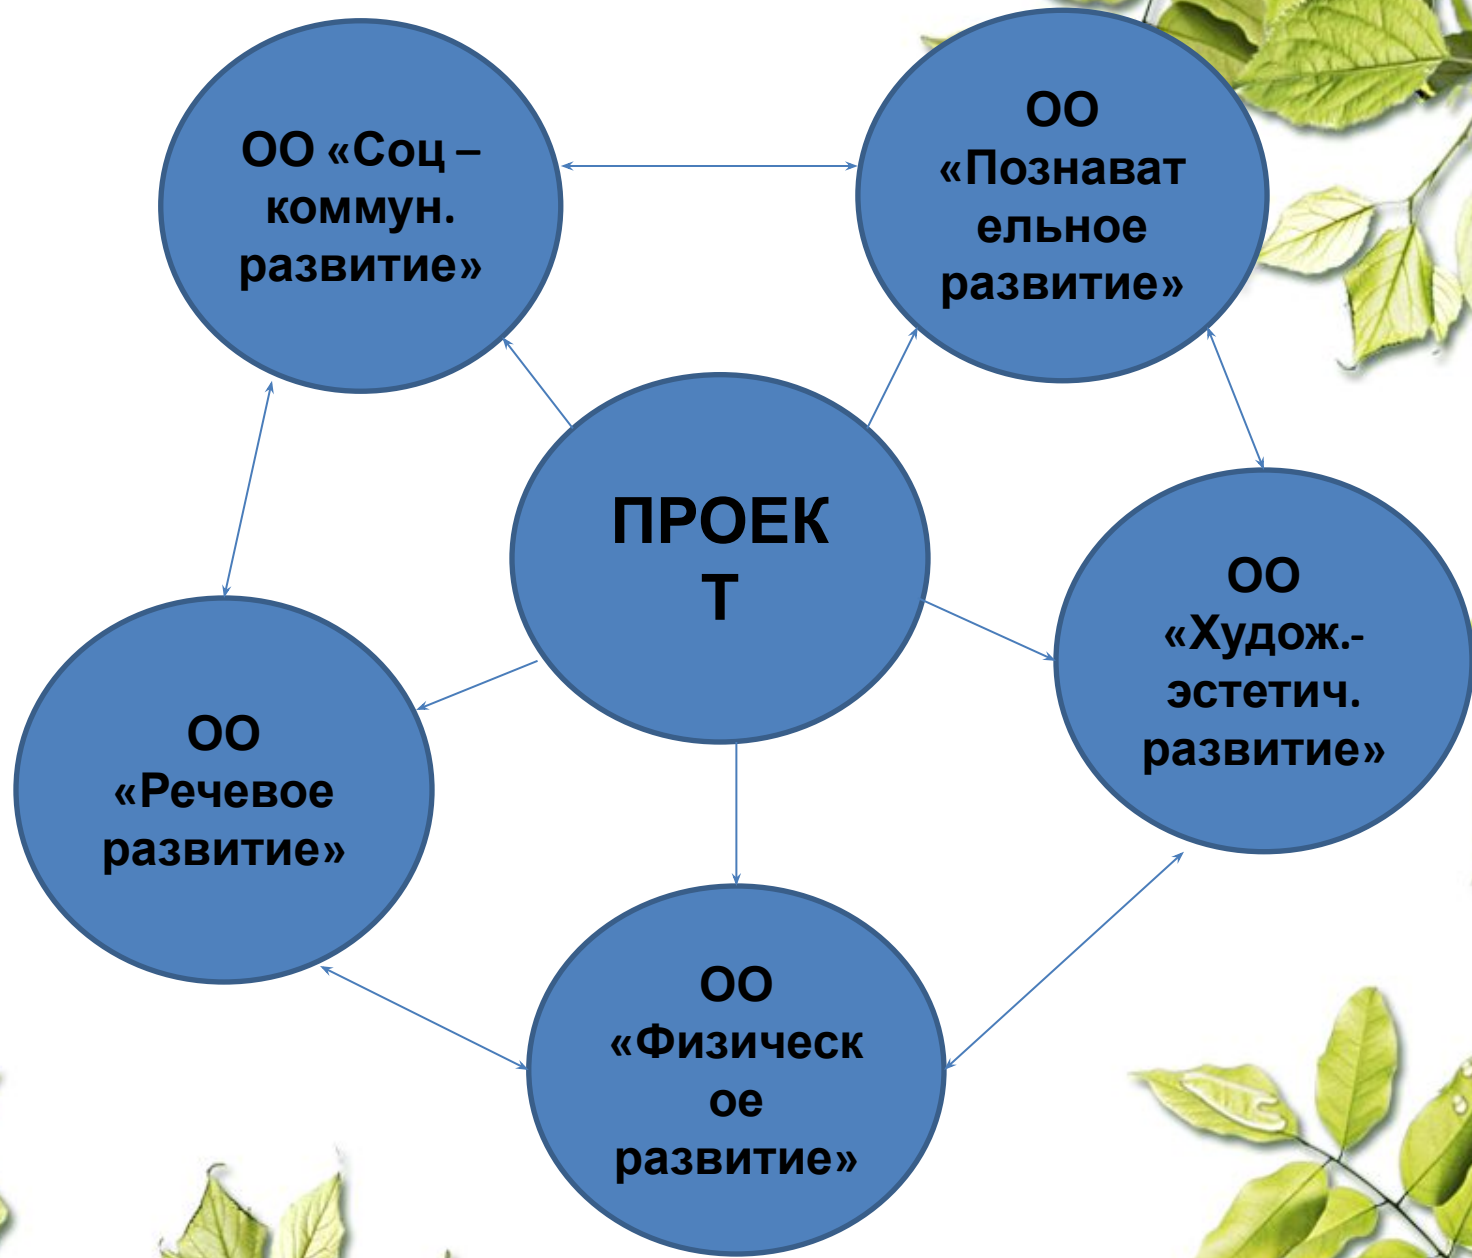 ОО «Соц –
коммун.
развитие»
ОО
«Познават
ельное
развитие»
ПРОЕК
Т
ОО
«Худож.-
эстетич.
развитие»
ОО
«Речевое
развитие»
ОО
«Физическ
ое
развитие»